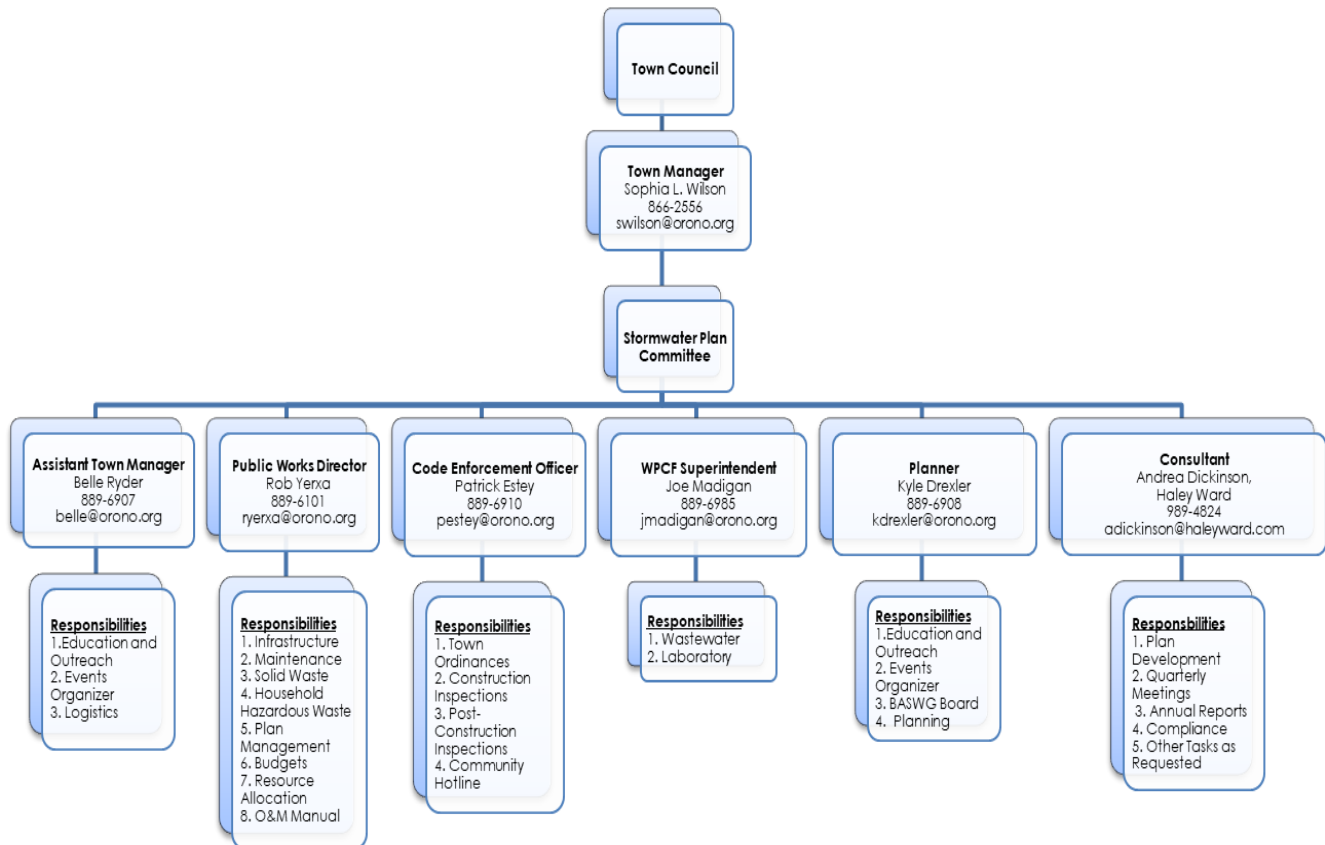 Town Council
Town Manager
Sophia L. Wilson
866-2556
swilson@orono.org
Stormwater Plan
Committee
Assistant Town Manager
Belle Ryder
889-6907
belle@orono.org
Public Works Director
Rob Yerxa
889-6101
ryerxa@orono.org
Code Enforcement Officer
Patrick Estey
889-6910
pestey@orono.org
WPCF Superintendent
Joe Madigan
889-6985
jmadigan@orono.org
Planner
Kyle Drexler
889-6908
kdrexler@orono.org
Consultant
Andrea Dickinson,
Haley Ward
989-4824
adickinson@haleyward.com
Responsibilities
1.Education and
Outreach
2. Events
Organizer
3. Logistics
Responsibilities
1. Infrastructure
2. Maintenance
3. Solid Waste
4. Household
Hazardous Waste
5. Plan
Management
6. Budgets
7. Resource
Allocation
8. O&M Manual
Responsibilities
1. Town
Ordinances
2. Construction
Inspections
3. Post-
Construction
Inspections
4. Community
Hotline
Responsibilities
1. Wastewater
2. Laboratory
Responsibilities
1.Education and
Outreach
2. Events
Organizer
3. BASWG Board
4. Planning
Responsbilities
1. Plan
Development
2. Quarterly
Meetings
3. Annual Reports
4. Compliance
5. Other Tasks as
Requested